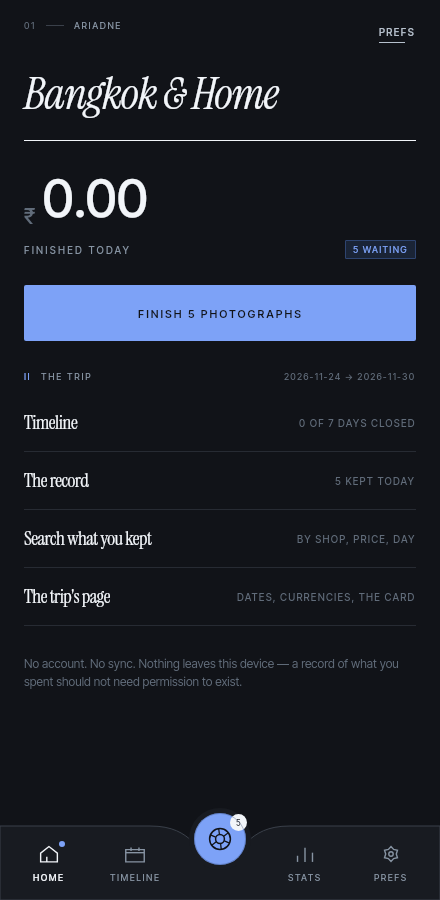 01 — ARIADNE
PREFS
Bangkok & Home
₹ 0.00
FINISHED TODAY
5 WAITING
FINISH 5 PHOTOGRAPHS
THE TRIP
2026-11-24 → 2026-11-30
Timeline
0 OF 7 DAYS CLOSED
The record
5 KEPT TODAY
Search what you kept
BY SHOP, PRICE, DAY
The trip's page
DATES, CURRENCIES, THE CARD
No account. No sync. Nothing leaves this device — a record of what you
spent should not need permission to exist.
5
HOME
TIMELINE
STATS
PREFS